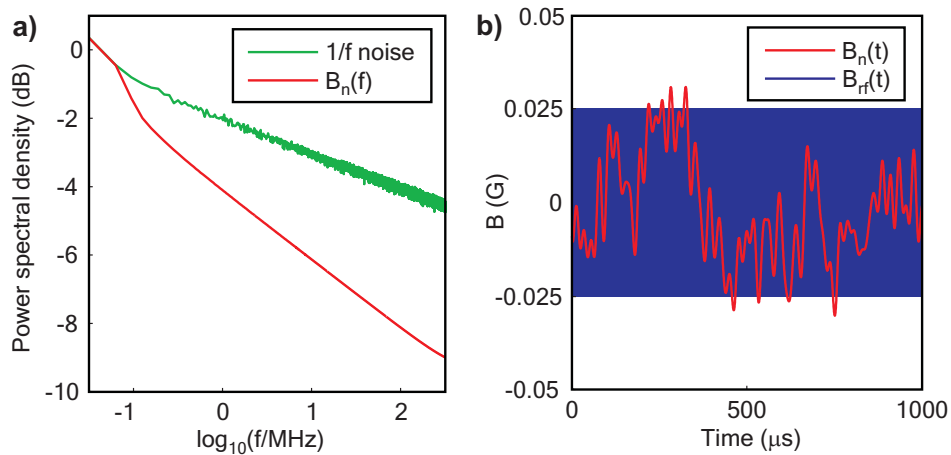 a)
Power spectral density (dB)
0
-2
-4
-6
-8
-10
-1
0
1
2
log₁₀(f/MHz)
1/f noise
Bₙ(f)
b)
B (G)
0.05
0.025
0
-0.025
-0.05
0
500
1000
Time (μs)
Bₙ(t)
B_rf(t)